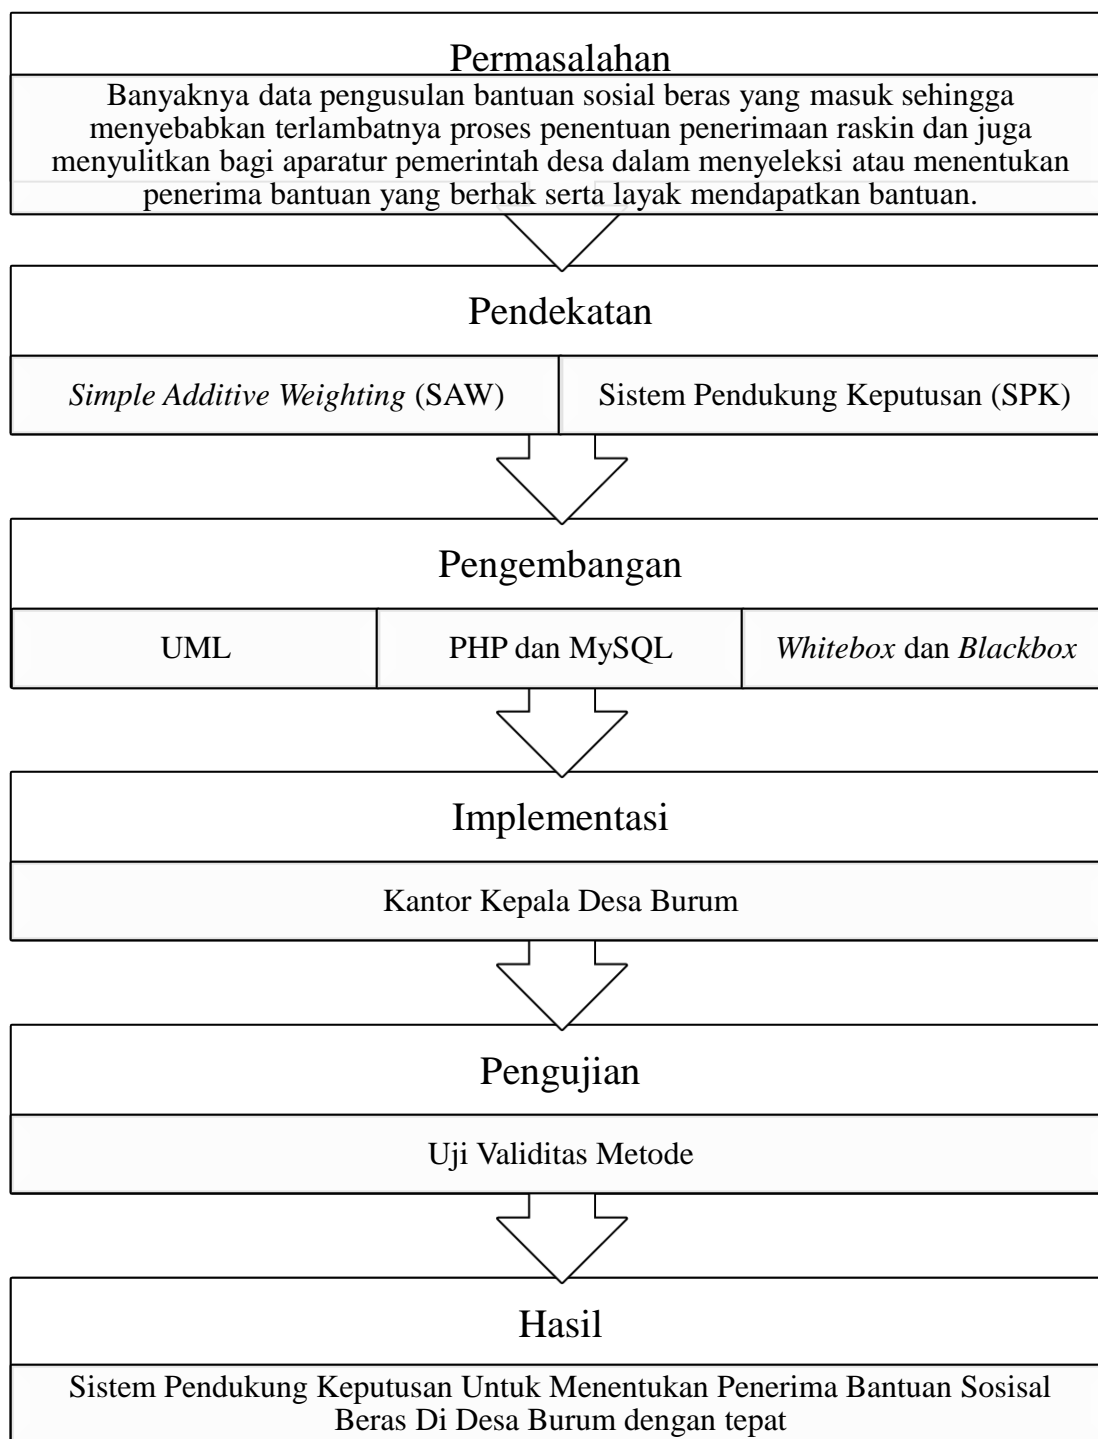 Permasalahan
Banyaknya data pengusulan bantuan sosial beras yang masuk sehingga
menyebabkan terlambatnya proses penentuan penerimaan raskin dan juga
menyulitkan bagi aparatur pemerintah desa dalam menyeleksi atau menentukan
penerima bantuan yang berhak serta layak mendapatkan bantuan.
Pendekatan
Simple Additive Weighting (SAW)
Sistem Pendukung Keputusan (SPK)
Pengembangan
UML
PHP dan MySQL
Whitebox dan Blackbox
Implementasi
Kantor Kepala Desa Burum
Pengujian
Uji Validitas Metode
Hasil
Sistem Pendukung Keputusan Untuk Menentukan Penerima Bantuan Sosisal
Beras Di Desa Burum dengan tepat